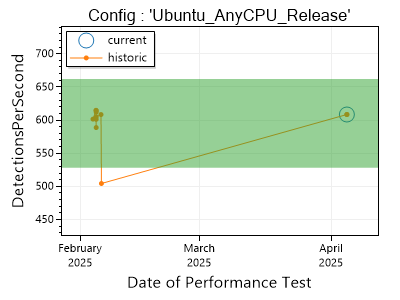 Config : 'Ubuntu_AnyCPU_Release'
current
historic
DetectionsPerSecond
700
650
600
550
500
450
February March April
2025 2025 2025
Date of Performance Test